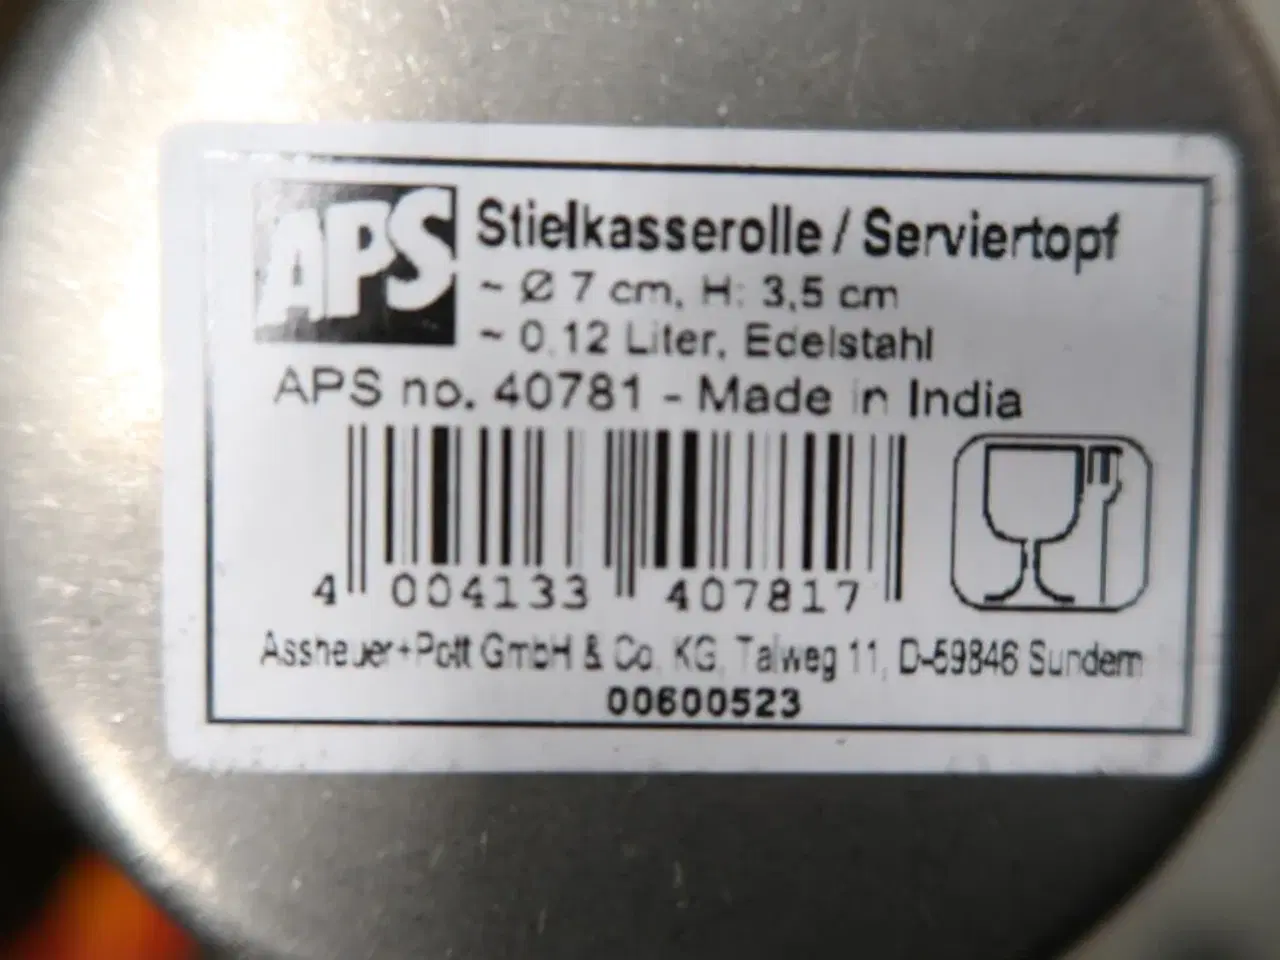 APS
Stielkasserolle / Serviertopf
~ Ø 7 cm, H: 3,5 cm
~ 0,12 Liter, Edelstahl
APS no. 40781 - Made in India
4 004133 407817
Assheuer+Pott GmbH & Co. KG, Talweg 11, D-59846 Sundern
00600523